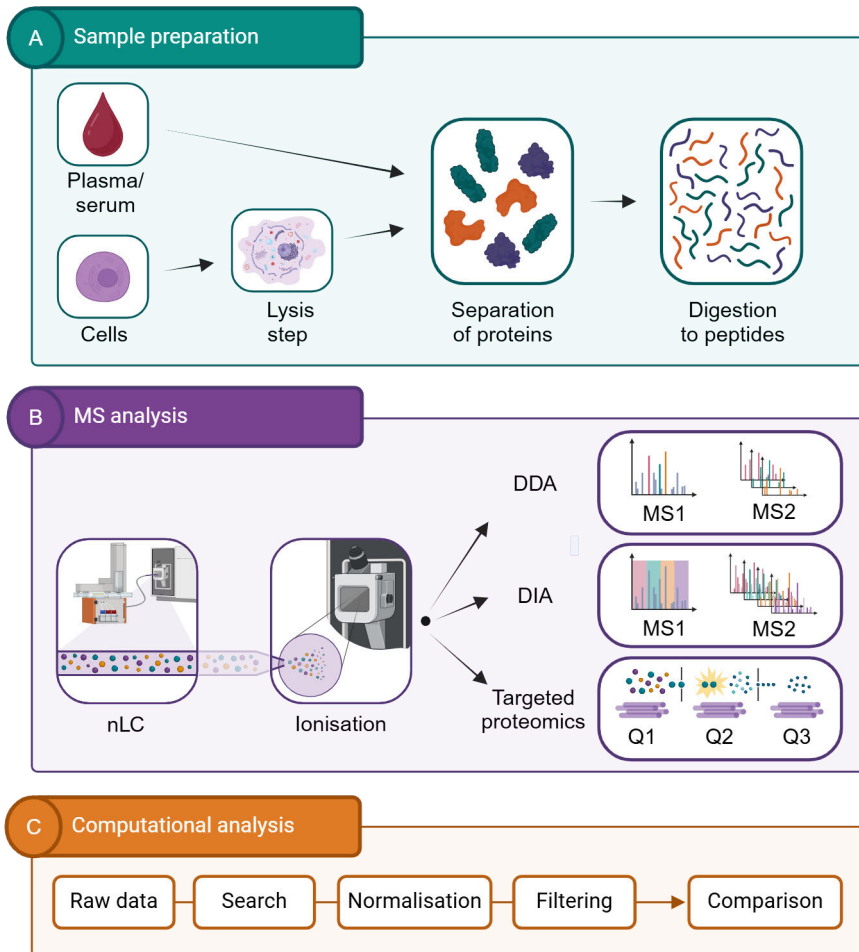 A
Sample preparation
Plasma/
serum
Cells
Lysis
step
Separation
of proteins
Digestion
to peptides
B
MS analysis
nLC
Ionisation
DDA
MS1
MS2
DIA
MS1
MS2
Targeted
proteomics
Q1
Q2
Q3
C
Computational analysis
Raw data
Search
Normalisation
Filtering
Comparison